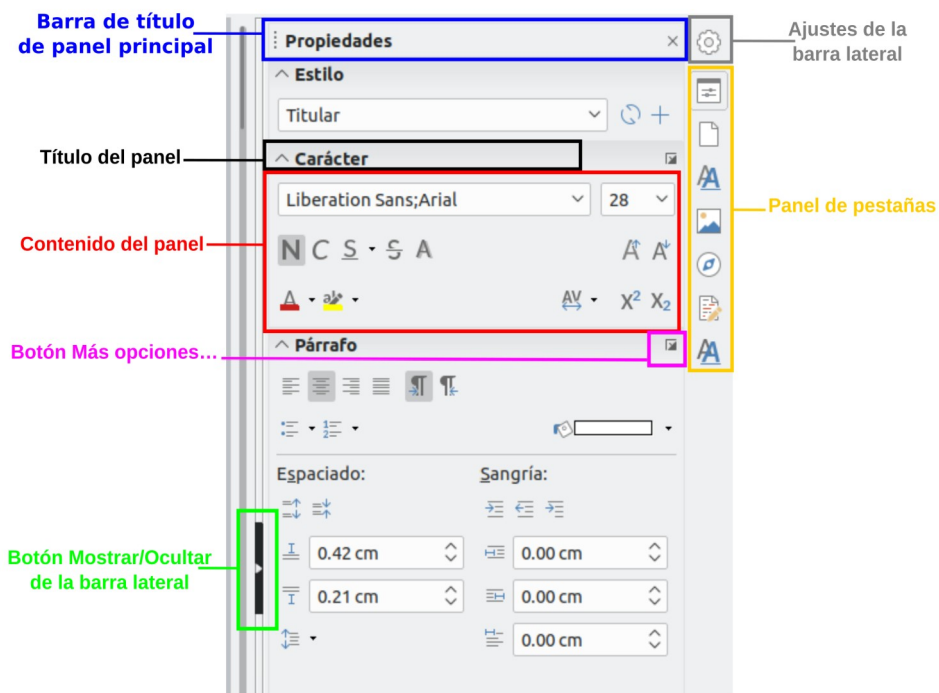 Barra de título
de panel principal
Propiedades
Ajustes de la
barra lateral
Estilo
Titular
Título del panel
Carácter
Liberation Sans;Arial
28
Panel de pestañas
Contenido del panel
N C S S A A A
A ab AV X² X₂
Botón Más opciones...
Párrafo
Espaciado:
Sangría:
Botón Mostrar/Ocultar
de la barra lateral
0.42 cm
0.00 cm
0.21 cm
0.00 cm
0.00 cm